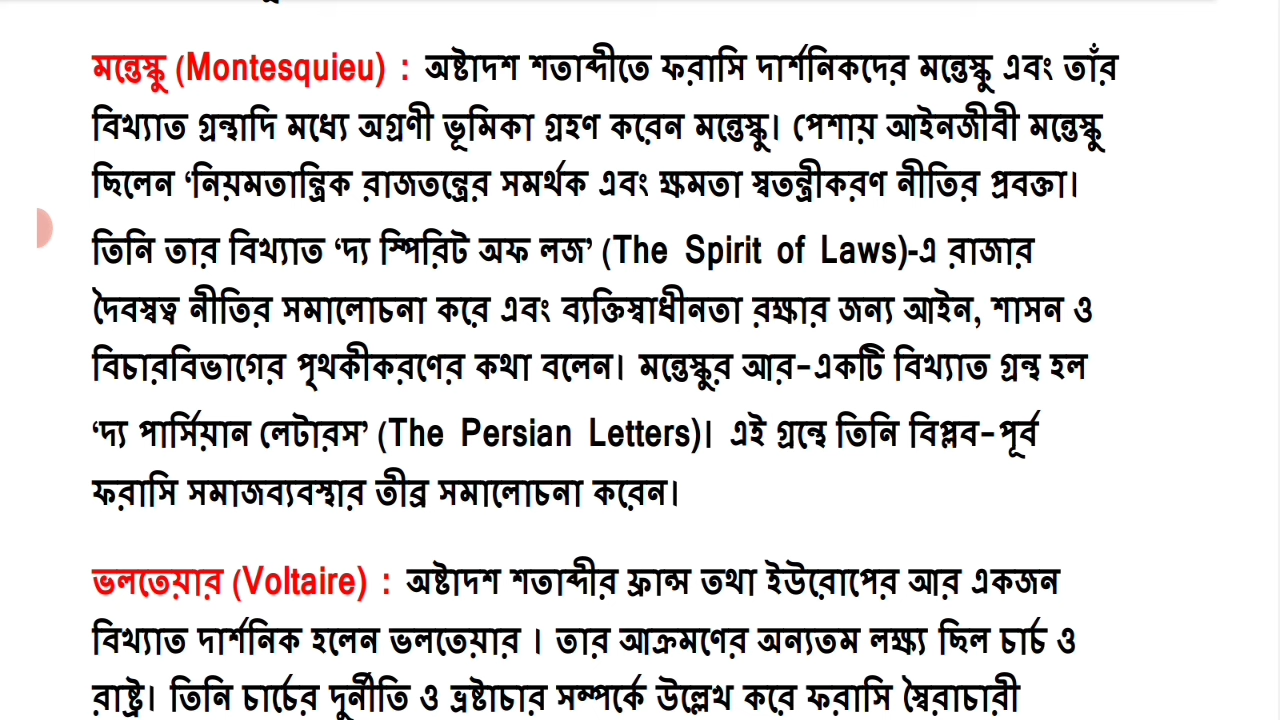 মন্তেস্কু (Montesquieu) : অষ্টাদশ শতাব্দীতে ফরাসি দার্শনিকদের মন্তেস্কু এবং তাঁর
বিখ্যাত গ্রন্থাদি মধ্যে অগ্রণী ভূমিকা গ্রহণ করেন মন্তেস্কু। পেশায় আইনজীবী মন্তেস্কু
ছিলেন ‘নিয়মতান্ত্রিক রাজতন্ত্রের সমর্থক এবং ক্ষমতা স্বতন্ত্রীকরণ নীতির প্রবক্তা।
তিনি তার বিখ্যাত ‘দ্য স্পিরিট অফ লজ’ (The Spirit of Laws)-এ রাজার
দৈবস্বত্ব নীতির সমালোচনা করে এবং ব্যক্তিস্বাধীনতা রক্ষার জন্য আইন, শাসন ও
বিচারবিভাগের পৃথকীকরণের কথা বলেন। মন্তেস্কুর আর-একটি বিখ্যাত গ্রন্থ হল
‘দ্য পার্সিয়ান লেটারস’ (The Persian Letters)। এই গ্রন্থে তিনি বিপ্লব-পূর্ব
ফরাসি সমাজব্যবস্থার তীব্র সমালোচনা করেন।
ভলতেয়ার (Voltaire) : অষ্টাদশ শতাব্দীর ফ্রান্স তথা ইউরোপের আর একজন
বিখ্যাত দার্শনিক হলেন ভলতেয়ার । তার আক্রমণের অন্যতম লক্ষ্য ছিল চার্চ ও
রাষ্ট্র। তিনি চার্চের দুর্নীতি ও ভ্রষ্টাচার সম্পর্কে উল্লেখ করে ফরাসি স্বৈরাচারী